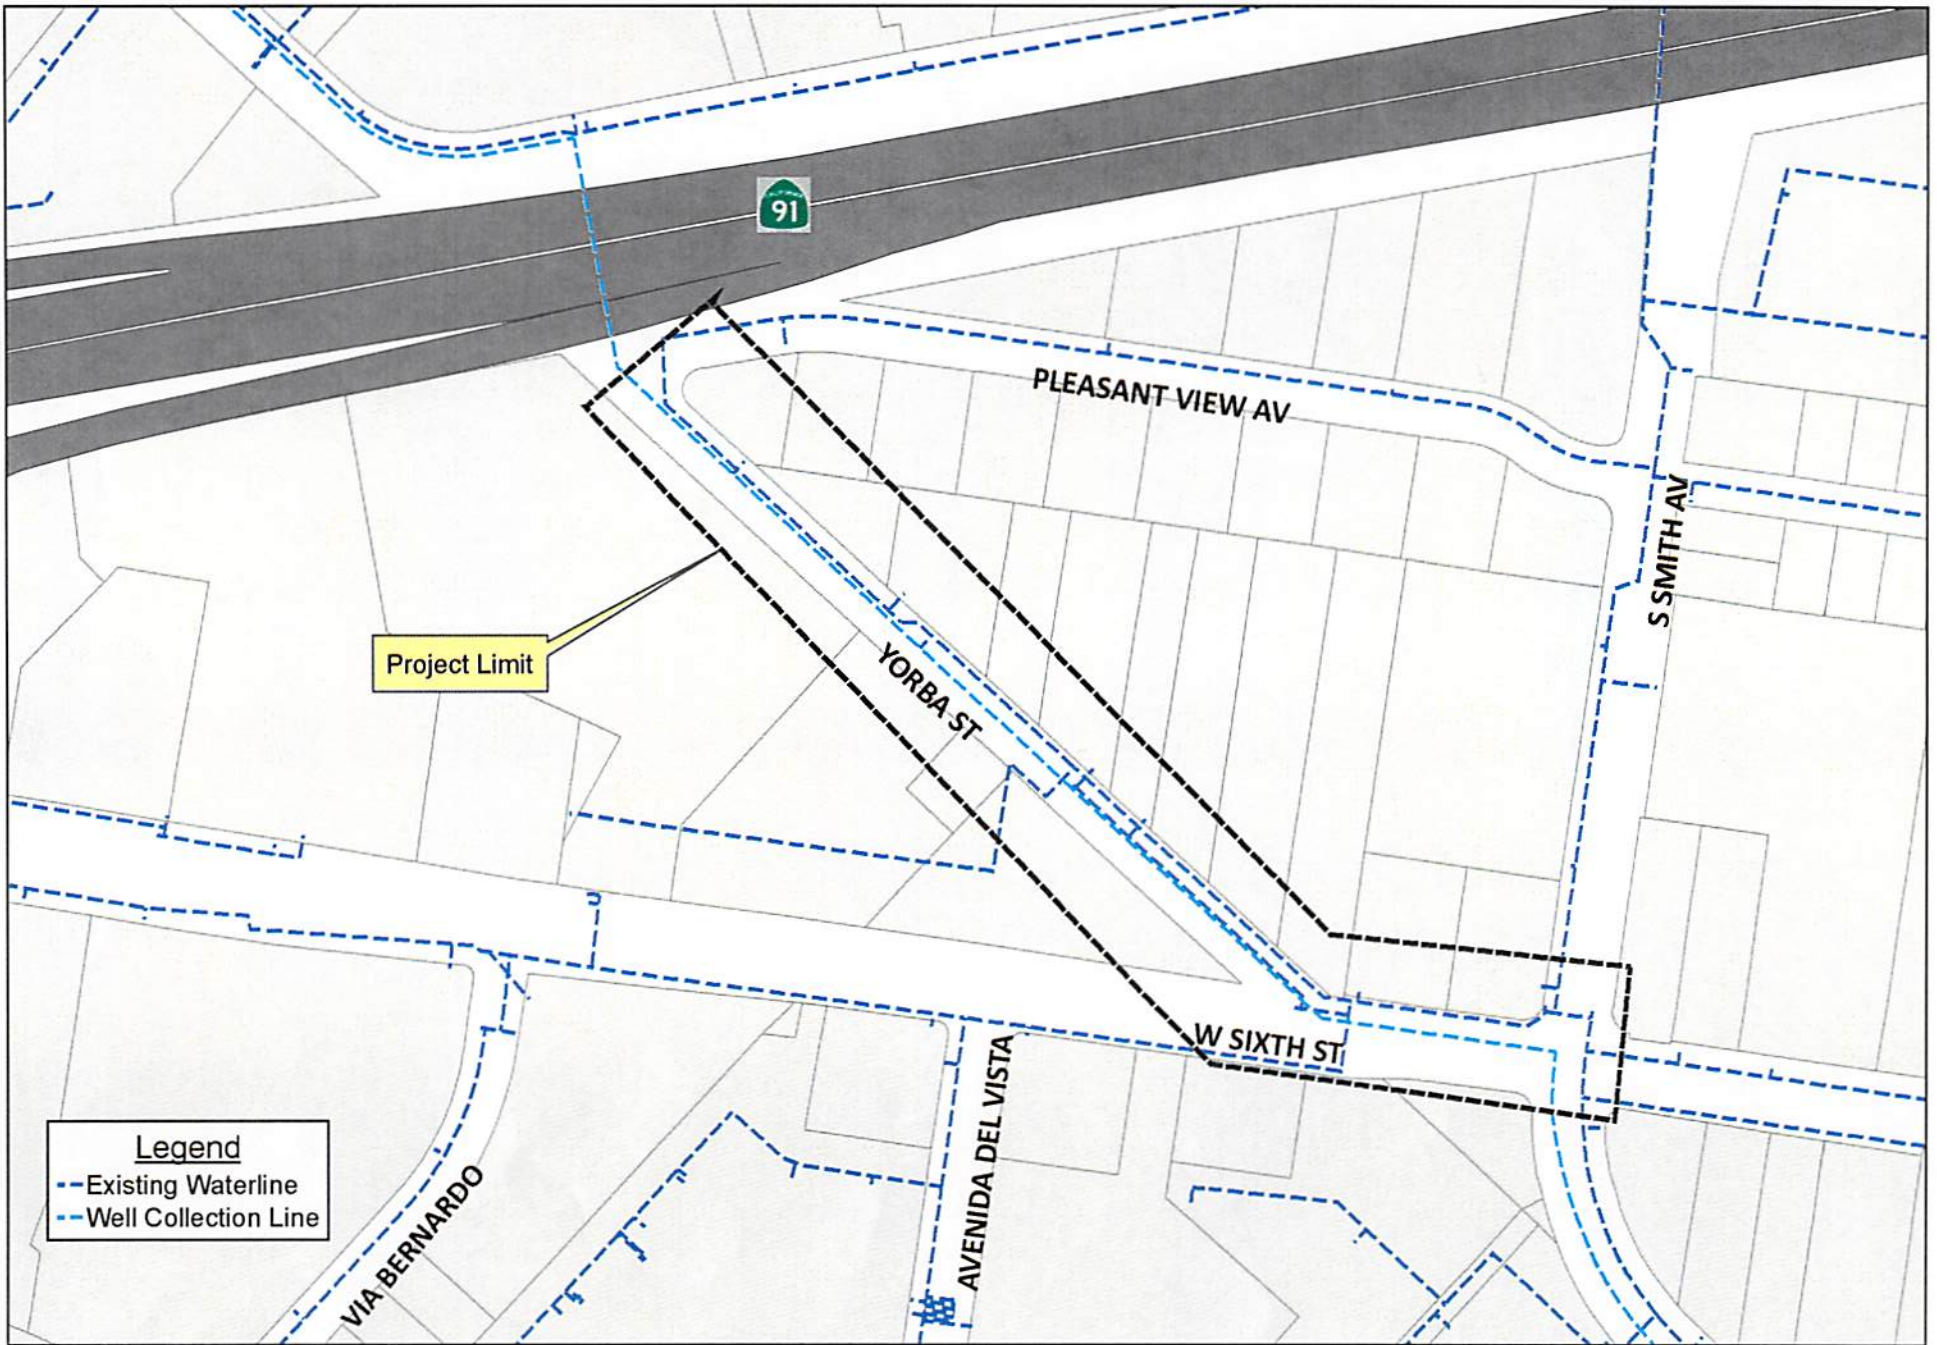 91
PLEASANT VIEW AV
S SMITH AV
Project Limit
YORBA ST
W SIXTH ST
AVENIDA DEL VISTA
VIA BERNARDO
Legend
Existing Waterline
Well Collection Line